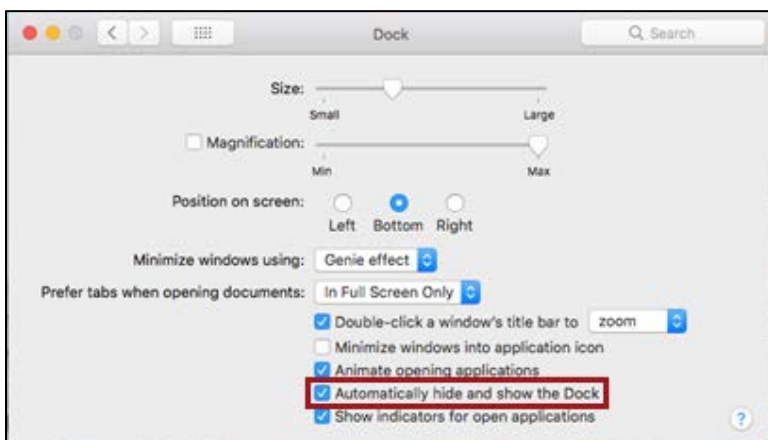 Dock
Search
Size:
Small Large
Magnification:
Min Max
Position on screen:
Left Bottom Right
Minimize windows using: Genie effect
Prefer tabs when opening documents: In Full Screen Only
Double-click a window's title bar to zoom
Minimize windows into application icon
Animate opening applications
Automatically hide and show the Dock
Show indicators for open applications
?